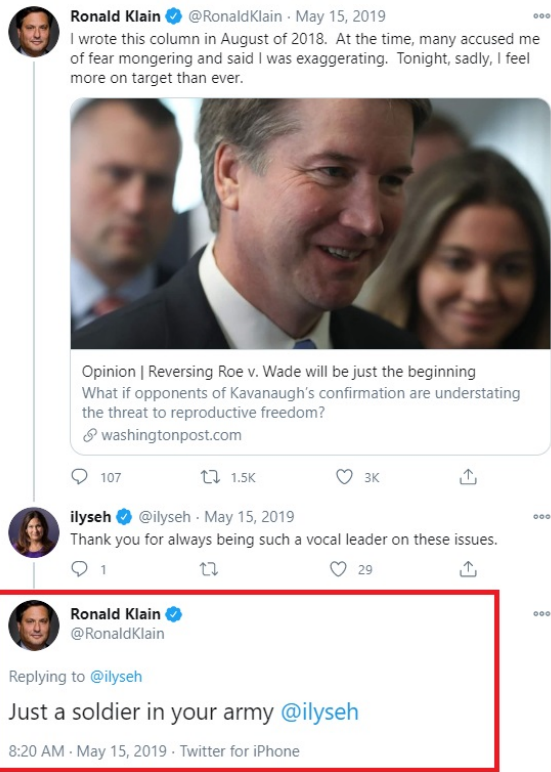 Ronald Klain @RonaldKlain · May 15, 2019
I wrote this column in August of 2018. At the time, many accused me
of fear mongering and said I was exaggerating. Tonight, sadly, I feel
more on target than ever.
Opinion | Reversing Roe v. Wade will be just the beginning
What if opponents of Kavanaugh's confirmation are understating
the threat to reproductive freedom?
washingtonpost.com
107 1.5K 3K
ilyseh @ilyseh · May 15, 2019
Thank you for always being such a vocal leader on these issues.
1 29
Ronald Klain
@RonaldKlain
Replying to @ilyseh
Just a soldier in your army @ilyseh
8:20 AM · May 15, 2019 · Twitter for iPhone